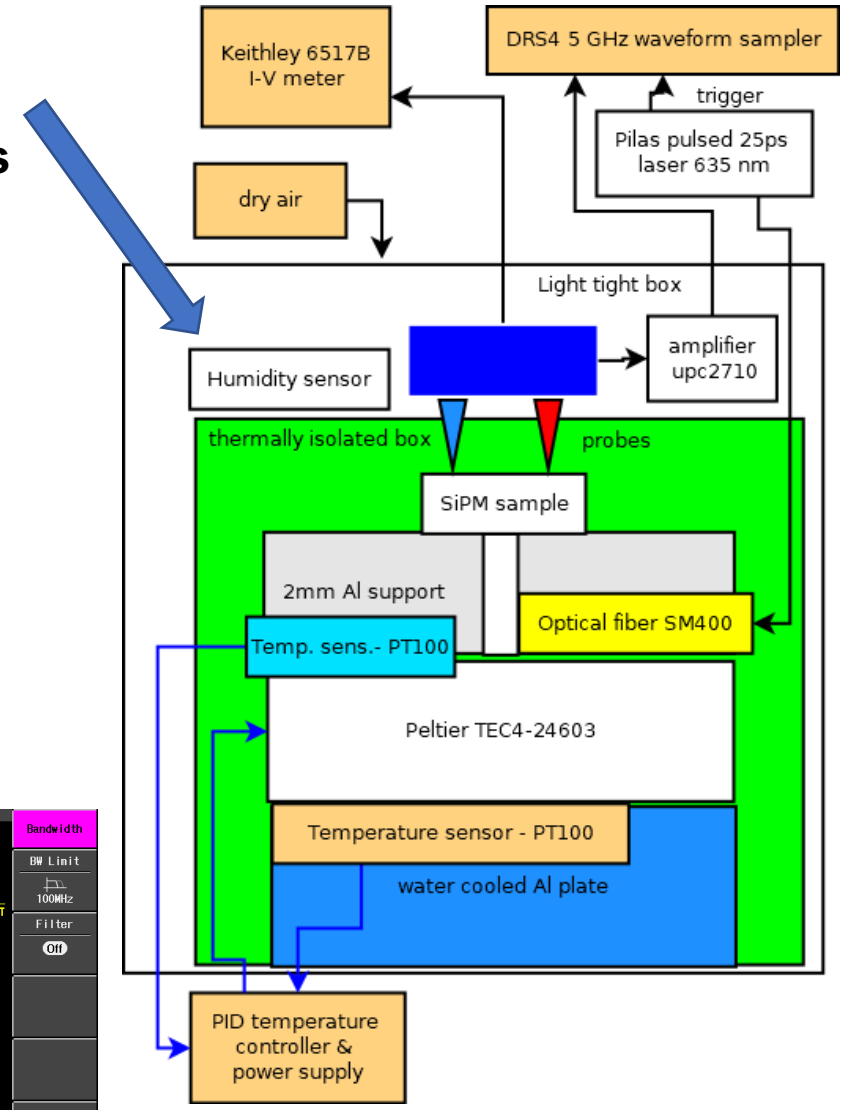 Keithley 6517B
I-V meter
DRS4 5 GHz waveform sampler
trigger
Pilas pulsed 25ps
laser 635 nm
s
dry air
Light tight box
amplifier
upc2710
Humidity sensor
thermally isolated box
probes
SiPM sample
2mm Al support
Optical fiber SM400
Temp. sens.- PT100
Peltier TEC4-24603
Temperature sensor - PT100
water cooled Al plate
Bandwidth
BW Limit
100MHz
T
Filter
Off
PID temperature
controller &
power supply